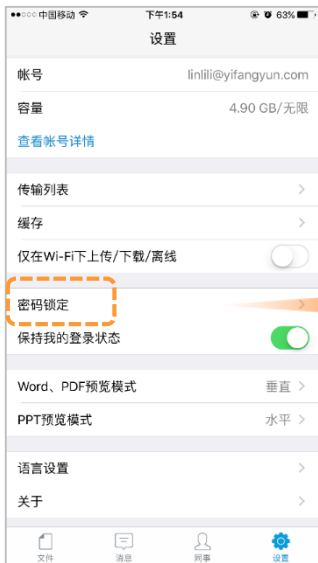 中国移动 下午1:54 63%
设置
帐号 linlili@yifangyun.com
容量 4.90 GB/无限
查看帐号详情
传输列表
缓存
仅在Wi-Fi下上传/下载/离线
密码锁定
保持我的登录状态
Word、PDF预览模式 垂直
PPT预览模式 水平
语言设置
关于
文件 消息 同事 设置